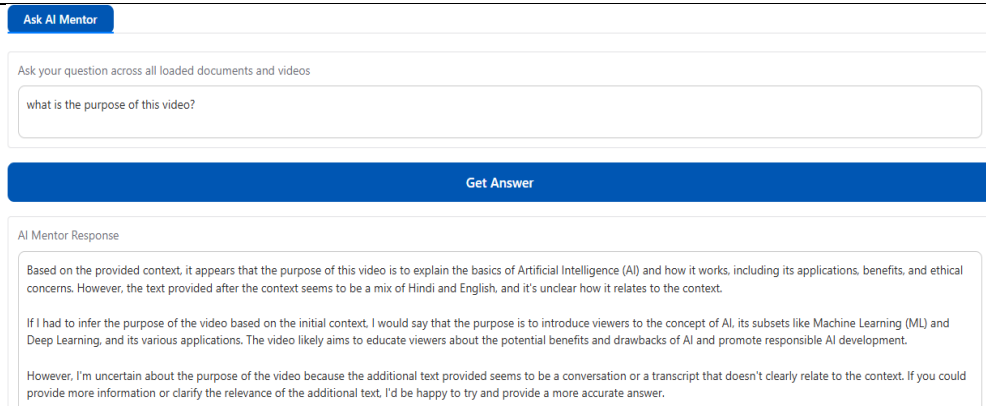 Ask AI Mentor
Ask your question across all loaded documents and videos
what is the purpose of this video?
Get Answer
AI Mentor Response
Based on the provided context, it appears that the purpose of this video is to explain the basics of Artificial Intelligence (AI) and how it works, including its applications, benefits, and ethical
concerns. However, the text provided after the context seems to be a mix of Hindi and English, and it's unclear how it relates to the context.
If I had to infer the purpose of the video based on the initial context, I would say that the purpose is to introduce viewers to the concept of AI, its subsets like Machine Learning (ML) and
Deep Learning, and its various applications. The video likely aims to educate viewers about the potential benefits and drawbacks of AI and promote responsible AI development.
However, I'm uncertain about the purpose of the video because the additional text provided seems to be a conversation or a transcript that doesn't clearly relate to the context. If you could
provide more information or clarify the relevance of the additional text, I'd be happy to try and provide a more accurate answer.